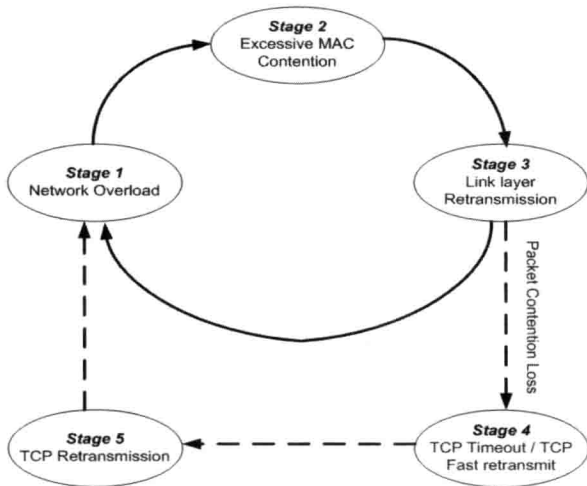 Stage 2
Excessive MAC
Contention
Stage 1
Network Overload
Stage 3
Link layer
Retransmission
Packet Contention Loss
Stage 5
TCP Retransmission
Stage 4
TCP Timeout / TCP
Fast retransmit